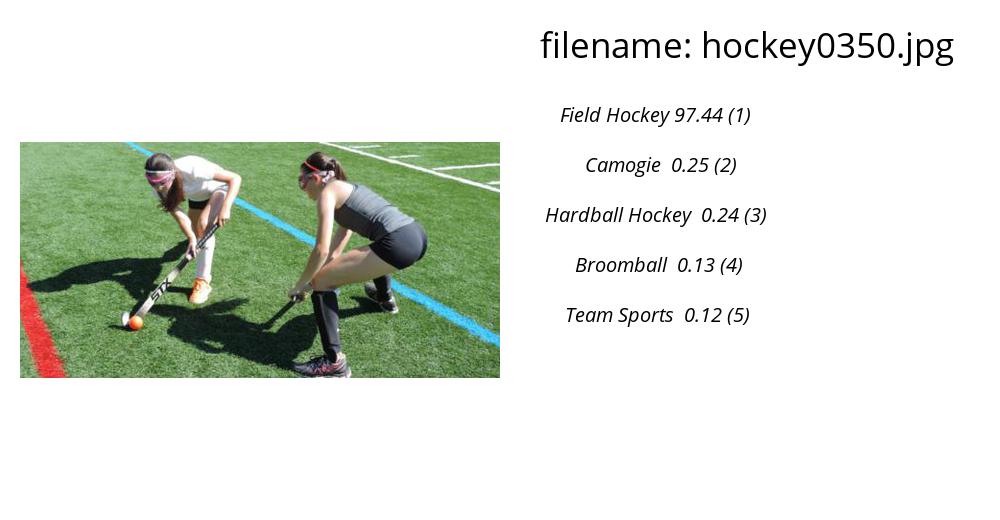 filename: hockey0350.jpg
Field Hockey 97.44 (1)
Camogie 0.25 (2)
Hardball Hockey 0.24 (3)
Broomball 0.13 (4)
Team Sports 0.12 (5)
STX